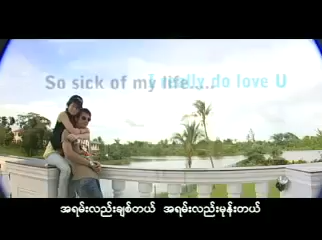 So sick of my life.....
I really do love U
အရမ်းလည်းချစ်တယ် အရမ်းလည်းမုန်းတယ်